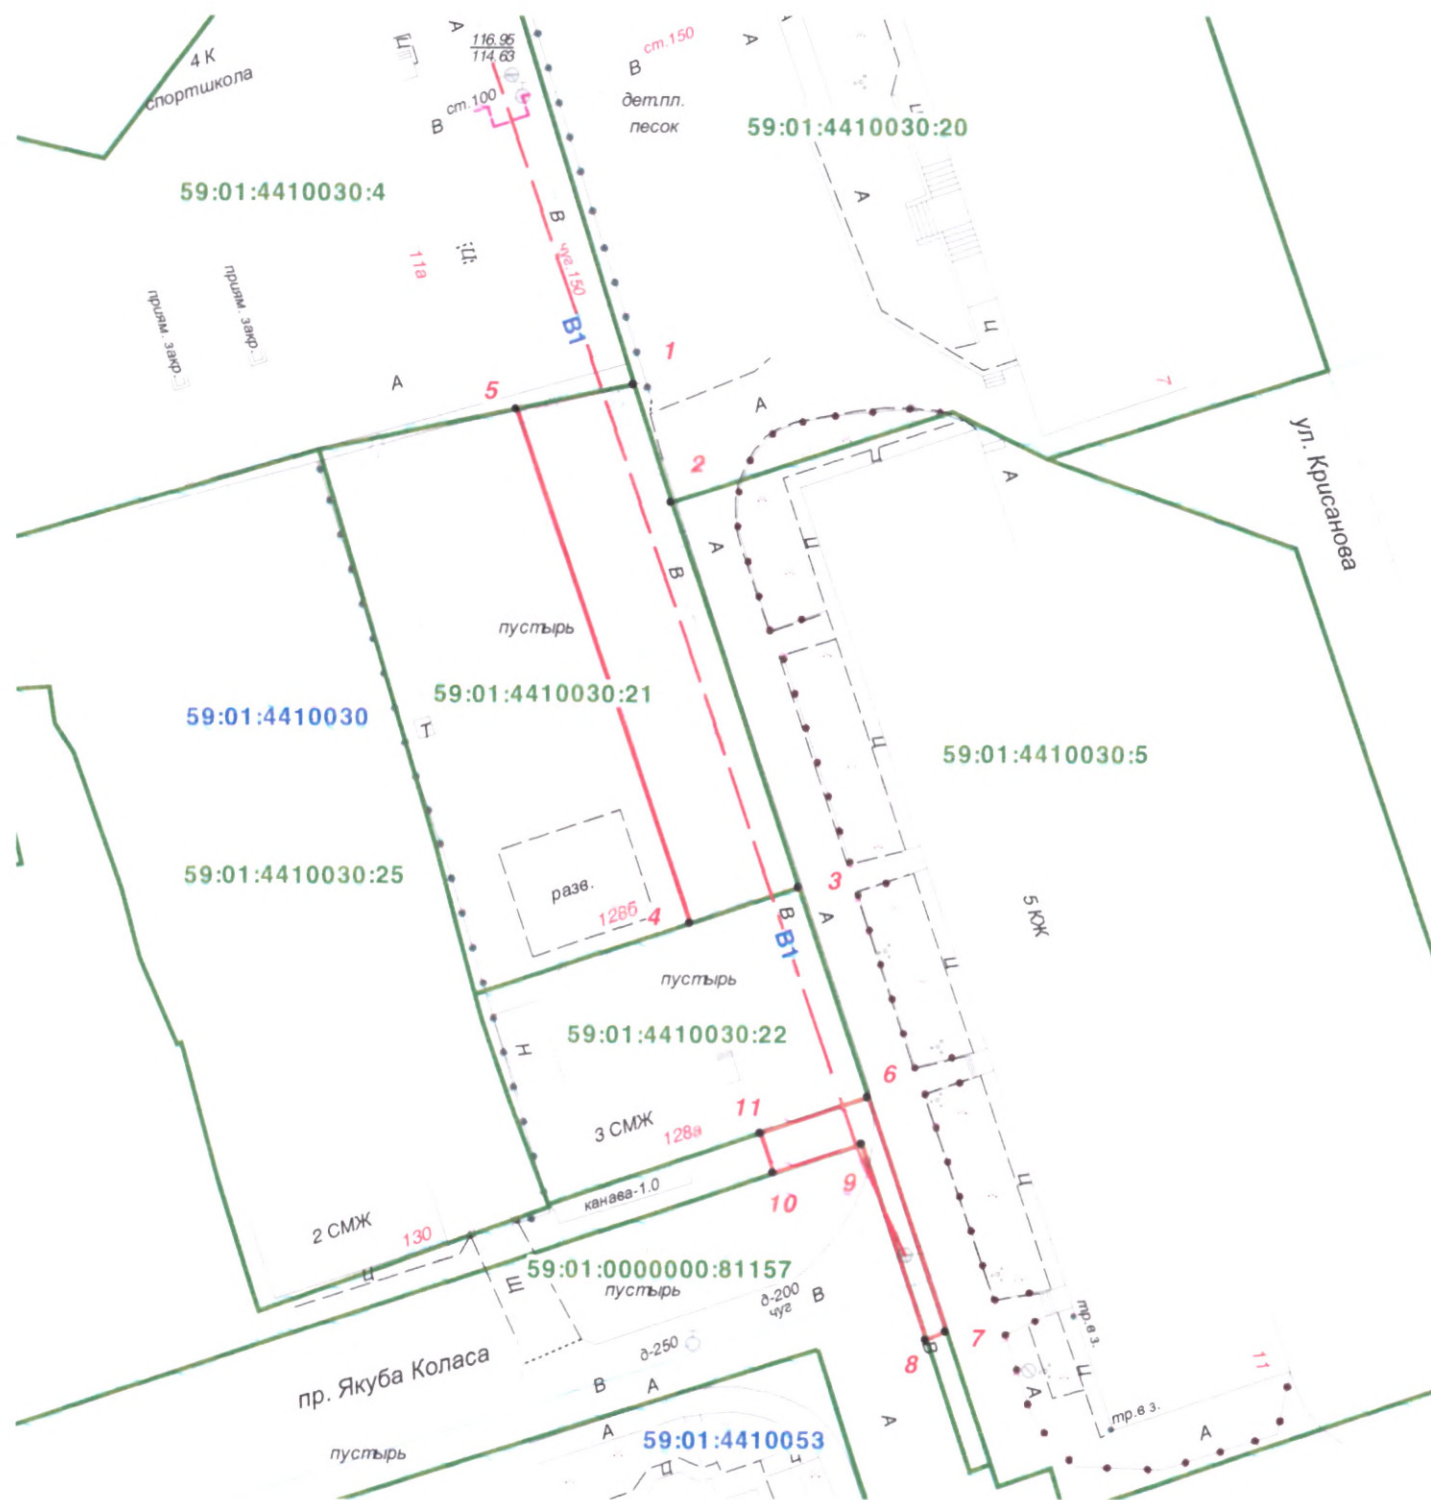 4 К
спортшкола
А
116.95
114.63
В
ст.150
А
ст.100
В
дет.пл.
песок
59:01:4410030:20
Ц
59:01:4410030:4
А
В
11а
чуг.150
прием. закр.
прием. закр.
Ц
В1
1
А
5
7
А
ул. Крисанова
2
Ц
А
А
Ц
В
пустырь
59:01:4410030:21
59:01:4410030
Т
Ц
59:01:4410030:5
59:01:4410030:25
разв.
3
128б
4
В
А
5 КЖ
В1
пустырь
Ц
59:01:4410030:22
Н
6
11
3 СМЖ
128а
9
10
канава-1.0
Ц
2 СМЖ
130
Ц
59:01:0000000:81157
Щ
пустырь
д-200
чуг
В
тр.в з.
7
8
В
д-250
пр. Якуба Коласа
11
Ц
В
А
А
тр.в з.
А
А
А
59:01:4410053
пустырь
Ц